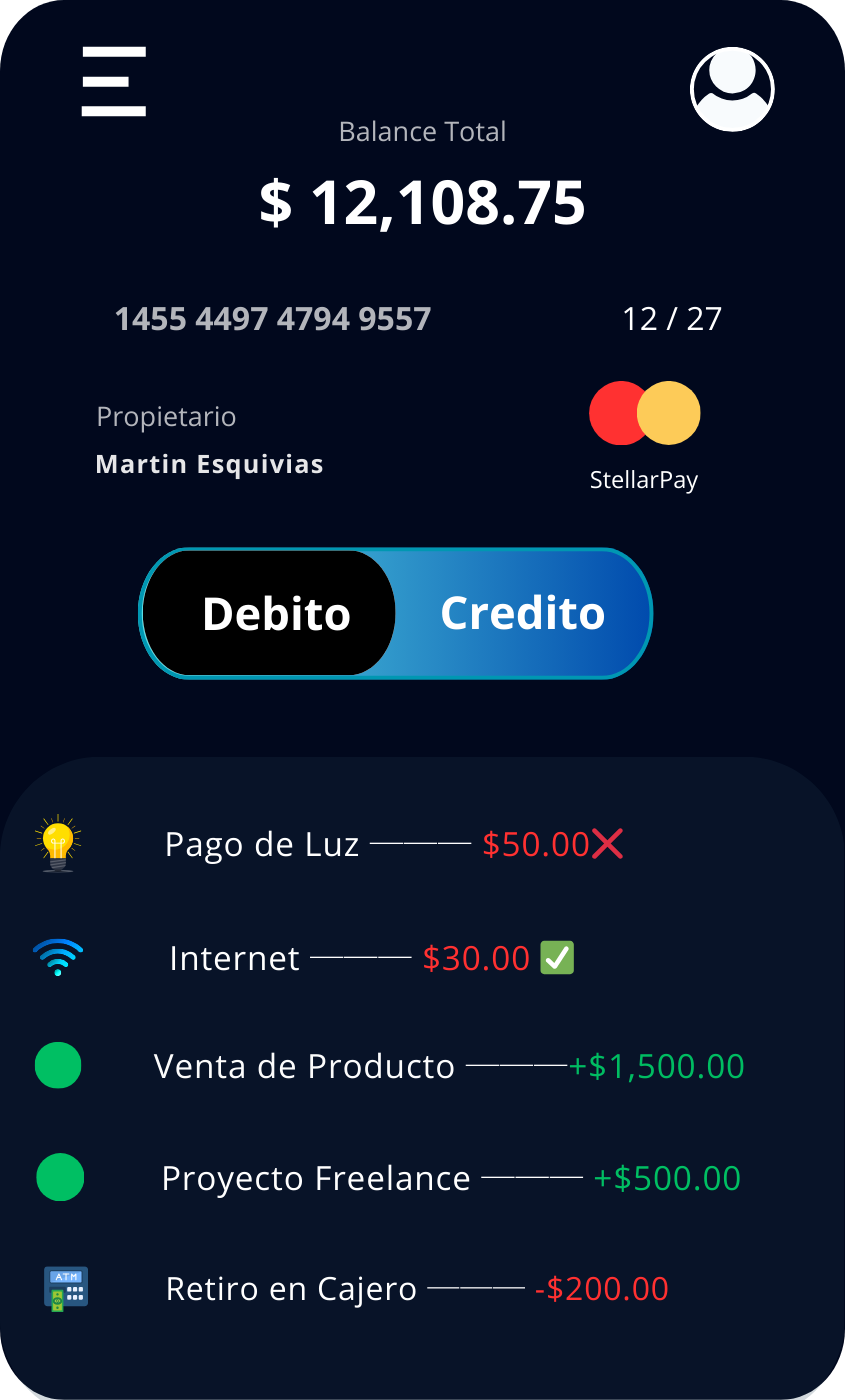 Balance Total
$ 12,108.75
1455 4497 4794 9557 12 / 27
Propietario
Martin Esquivias
StellarPay
Debito Credito
Pago de Luz ——— $50.00❌
Internet ——— $30.00 ✅
Venta de Producto ———+$1,500.00
Proyecto Freelance ——— +$500.00
ATM
Retiro en Cajero ——— -$200.00